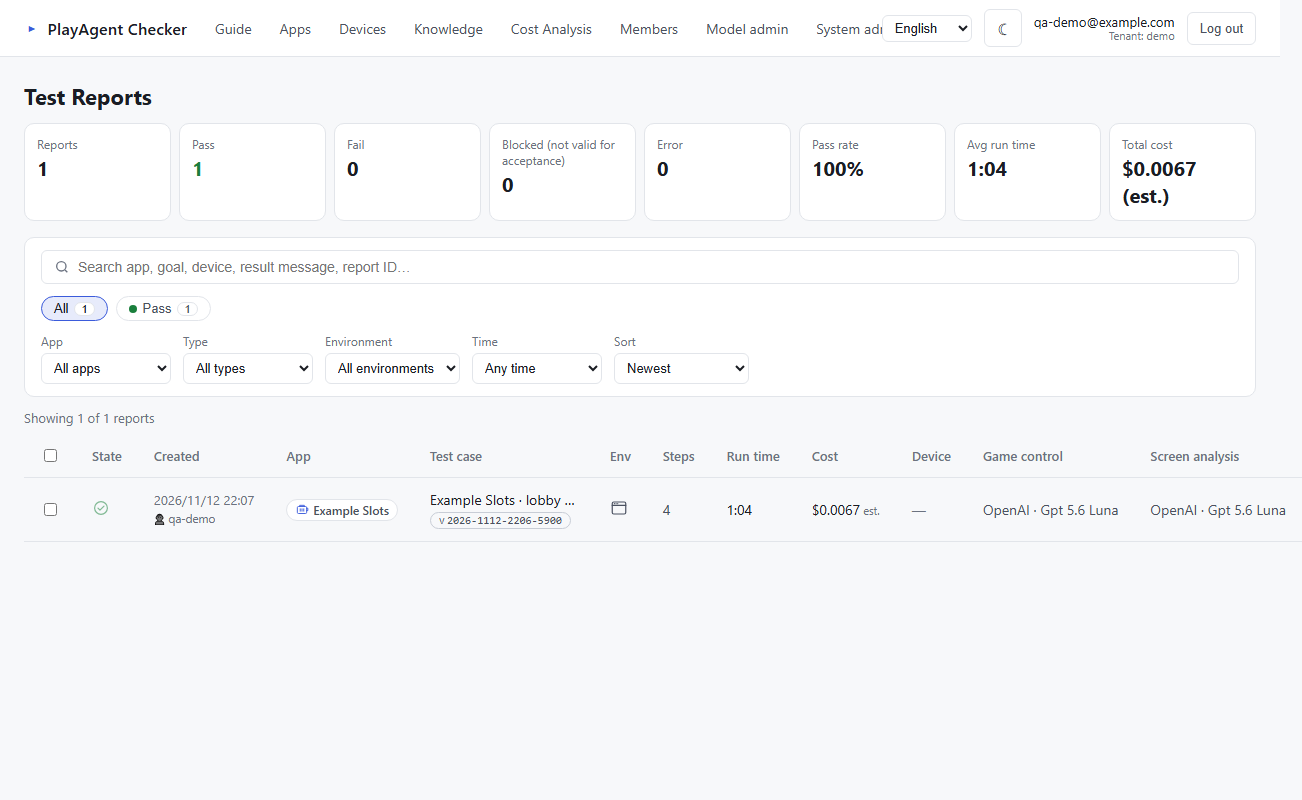 PlayAgent Checker
Guide
Apps
Devices
Knowledge
Cost Analysis
Members
Model admin
System adr
English
qa-demo@example.com
Tenant: demo
Log out
Test Reports
Reports
1
Pass
1
Fail
0
Blocked (not valid for
acceptance)
0
Error
0
Pass rate
100%
Avg run time
1:04
Total cost
$0.0067
(est.)
Search app, goal, device, result message, report ID…
All 1
Pass 1
App
All apps
Type
All types
Environment
All environments
Time
Any time
Sort
Newest
Showing 1 of 1 reports
State
Created
App
Test case
Env
Steps
Run time
Cost
Device
Game control
Screen analysis
2026/11/12 22:07
qa-demo
Example Slots
Example Slots · lobby ...
V 2026-1112-2206-5900
4
1:04
$0.0067 est.
—
OpenAI · Gpt 5.6 Luna
OpenAI · Gpt 5.6 Luna